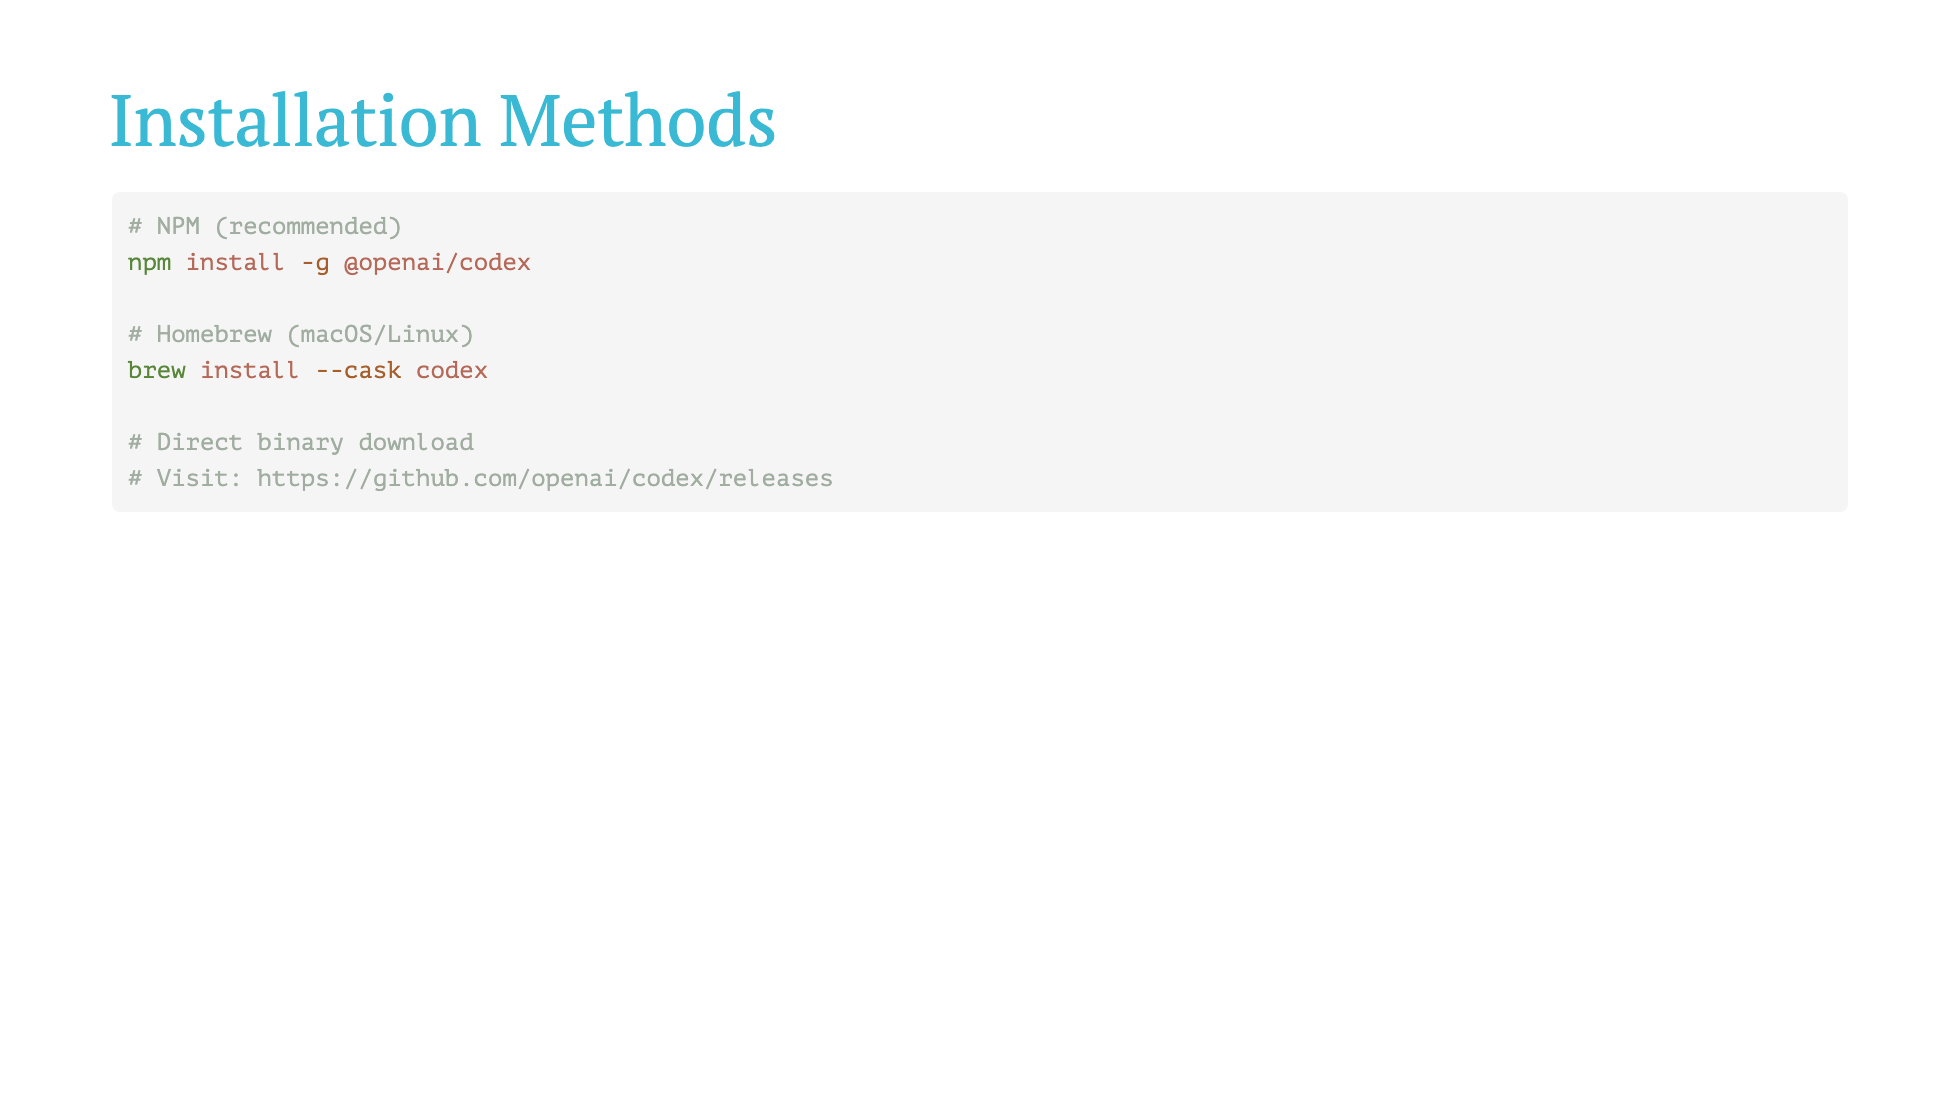 Installation Methods
# NPM (recommended)
npm install -g @openai/codex
# Homebrew (macOS/Linux)
brew install --cask codex
# Direct binary download
# Visit: https://github.com/openai/codex/releases